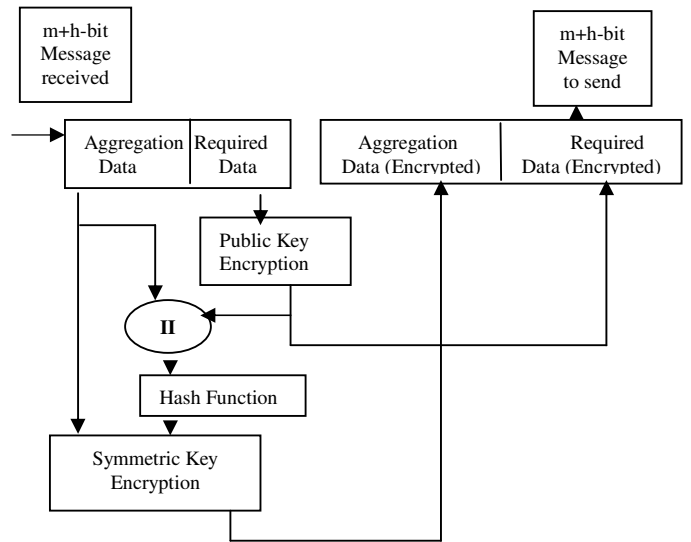 m+h-bit
Message
received
m+h-bit
Message
to send
Aggregation
Data
Required
Data
Aggregation
Data (Encrypted)
Required
Data (Encrypted)
Public Key
Encryption
II
Hash Function
Symmetric Key
Encryption